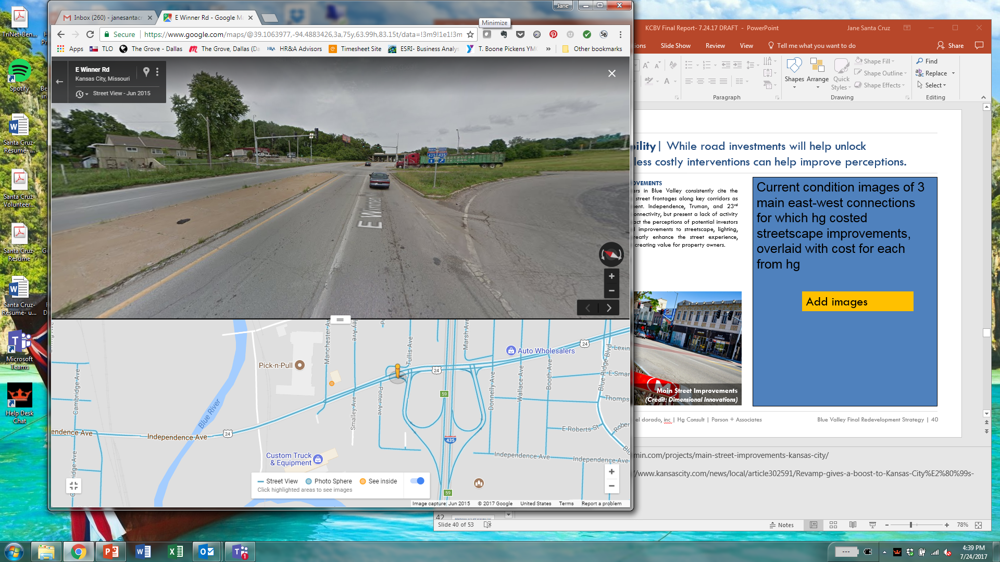 TriNet-Ben...
Spotify
Santa Cruz-
Resume- ...
Santa Cruz-
Volunteer...
Santa Cruz-
Resume
Santa Cruz-
Resume- u...
Microsoft
Teams
Help Desk
Chat
Inbox (260) - janesantacr
E Winner Rd - Google Ma
Jane
Minimize
Secure
https://www.google.com/maps/@39.1063977,-94.4883426,3a,75y,63.99h,83.15t/data=!3m9!1e1!3m
Apps
TLO
The Grove - Dallas
The Grove, Dallas (Da
HR&A Advisors
Timesheet Site
ESRI- Business Analys
T. Boone Pickens YMC
»
Other bookmarks
E Winner Rd
Kansas City, Missouri
Street View - Jun 2015
435 435
E Winner
Pick-n-Pull
Manchester Ave
Tullis Ave
Marsh Ave
24
Auto Wholesalers
Lexin
Cambridge Ave
Blue River
Potter Ave
Smalley Ave
24
59
Donnelly Ave
Wallace Ave
Booth Ave
Blue Ridge Blvd
E Smar
Thomps
endence Ave
Independence Ave
24
435
E Roberts St
Rober
Custom Truck
& Equipment
Independence Ave
Independence Ave
59
Street View
Photo Sphere
See inside
Click highlighted areas to see images
Image capture: Jun 2015
© 2017 Google
United States
Terms
Report a problem
KCBV Final Report- 7.24.17 DRAFT - PowerPoint
Jane Santa Cruz
ions
Slide Show
Review
View
Tell me what you want to do
Share
Shapes
Arrange
Quick
Styles
Shape Fill
Shape Outline
Shape Effects
Find
Replace
Select
Paragraph
Drawing
Editing
bility| While road investments will help unlock
less costly interventions can help improve perceptions.
OVEMENTS
ers in Blue Valley consistently cite the
street frontages along key corridors as
ment. Independence, Truman, and 23rd
onnectivity, but present a lack of activity
act the perceptions of potential investors
d improvements to streetscape, lighting,
reatly enhance the street experience,
creating value for property owners.
Current condition images of 3
main east-west connections
for which hg costed
streetscape improvements,
overlaid with cost for each
from hg
Add images
Main Street Improvements
(Credit: Dimensional Innovations)
el dorado, inc | Hg Consult | Parson + Associates
Blue Valley Final Redevelopment Strategy | 40
min.com/projects/main-street-improvements-kansas-city/
//www.kansascity.com/news/local/article302591/Revamp-gives-a-boost-to-Kansas-City%E2%80%99s-
42
Slide 40 of 53
Notes
78%
4:39 PM
7/24/2017